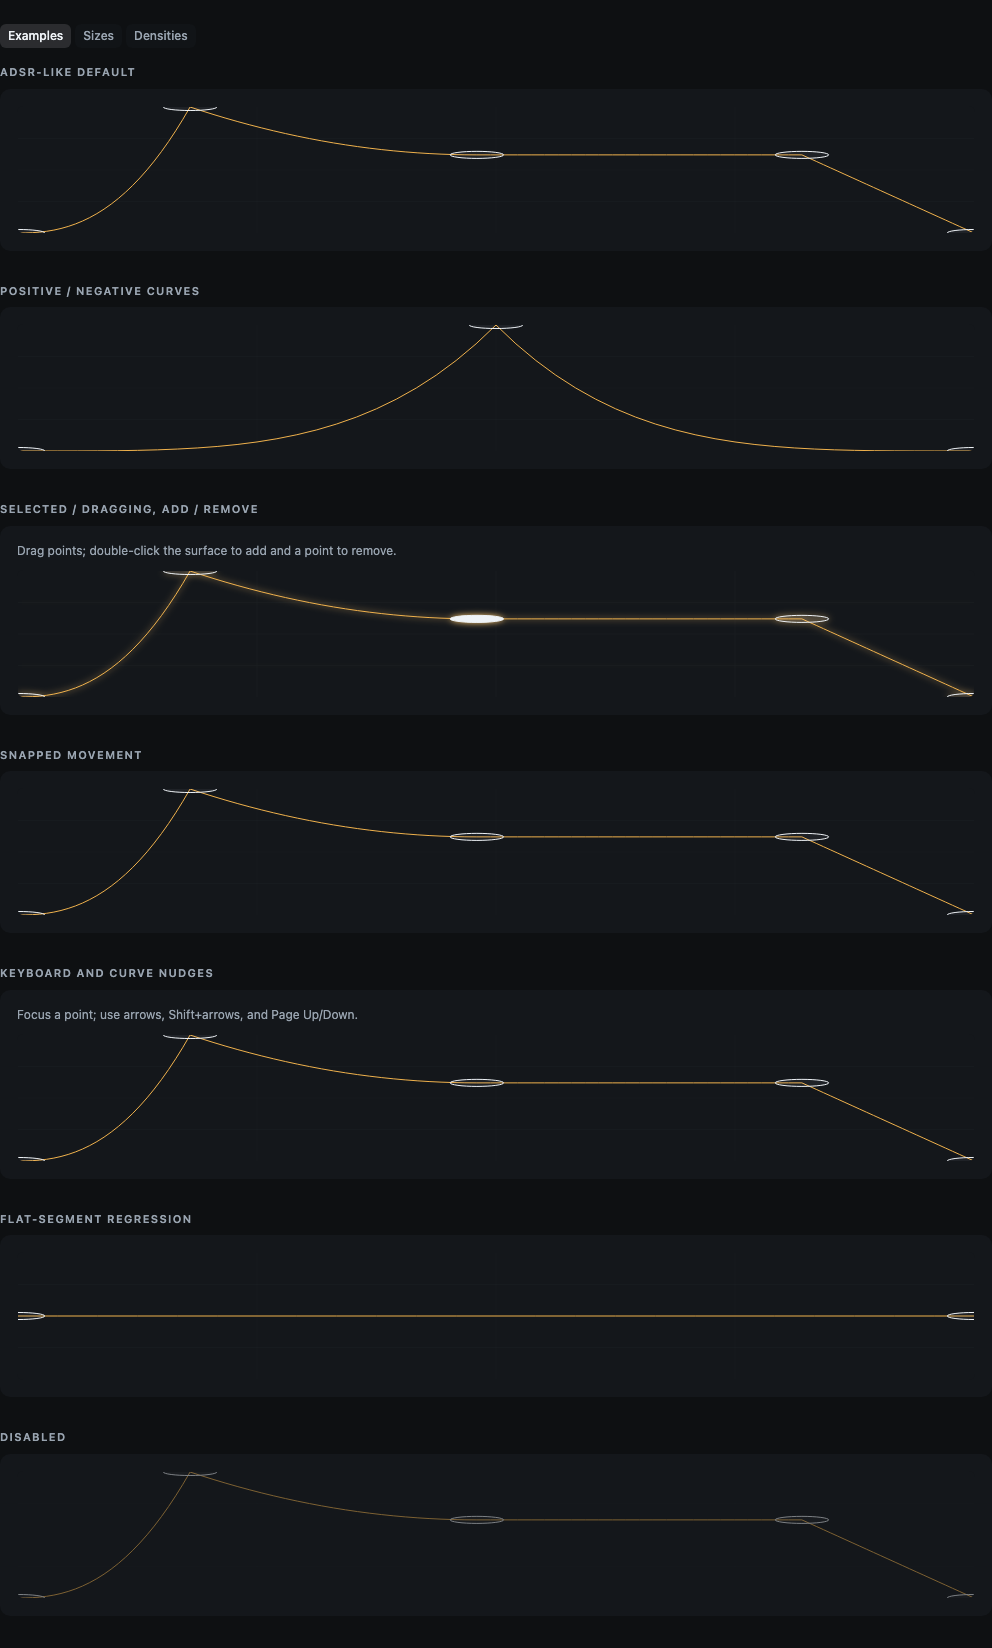 Examples Sizes Densities
ADSR-LIKE DEFAULT
POSITIVE / NEGATIVE CURVES
SELECTED / DRAGGING, ADD / REMOVE
Drag points; double-click the surface to add and a point to remove.
SNAPPED MOVEMENT
KEYBOARD AND CURVE NUDGES
Focus a point; use arrows, Shift+arrows, and Page Up/Down.
FLAT-SEGMENT REGRESSION
DISABLED